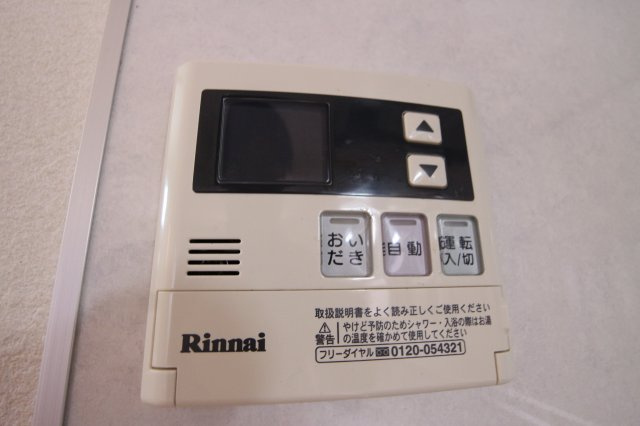 おい
だき
自動
運転
入/切
取扱説明書をよく読み正しくご使用ください
警告
やけど予防のためシャワー・入浴の際はお湯
の温度を確かめて使用してください
フリーダイヤル 0120-054321
Rinnai